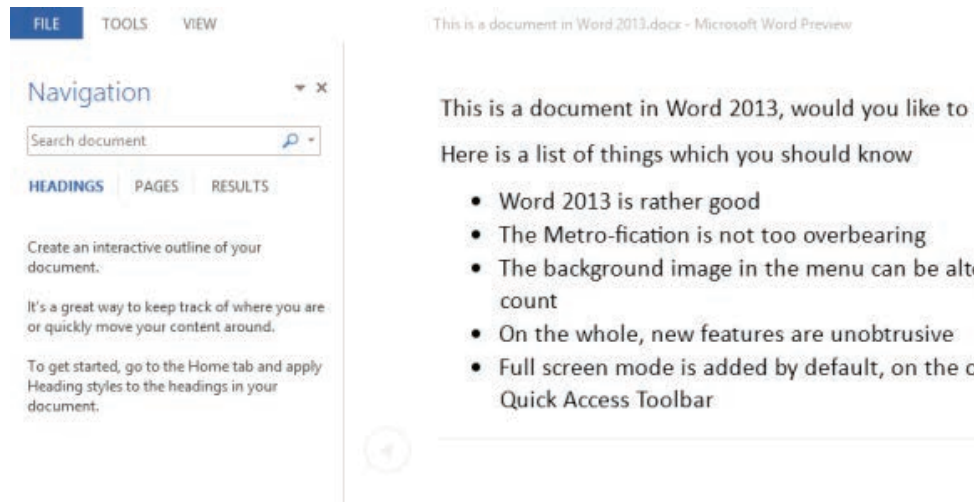 FILE TOOLS VIEW
This is a document in Word 2013.docx - Microsoft Word Preview
Navigation
Search document
HEADINGS PAGES RESULTS
Create an interactive outline of your
document.
It's a great way to keep track of where you are
or quickly move your content around.
To get started, go to the Home tab and apply
Heading styles to the headings in your
document.
This is a document in Word 2013, would you like to
Here is a list of things which you should know
• Word 2013 is rather good
• The Metro-fication is not too overbearing
• The background image in the menu can be
count
• On the whole, new features are unobtrusive
• Full screen mode is added by default, on the
Quick Access Toolbar